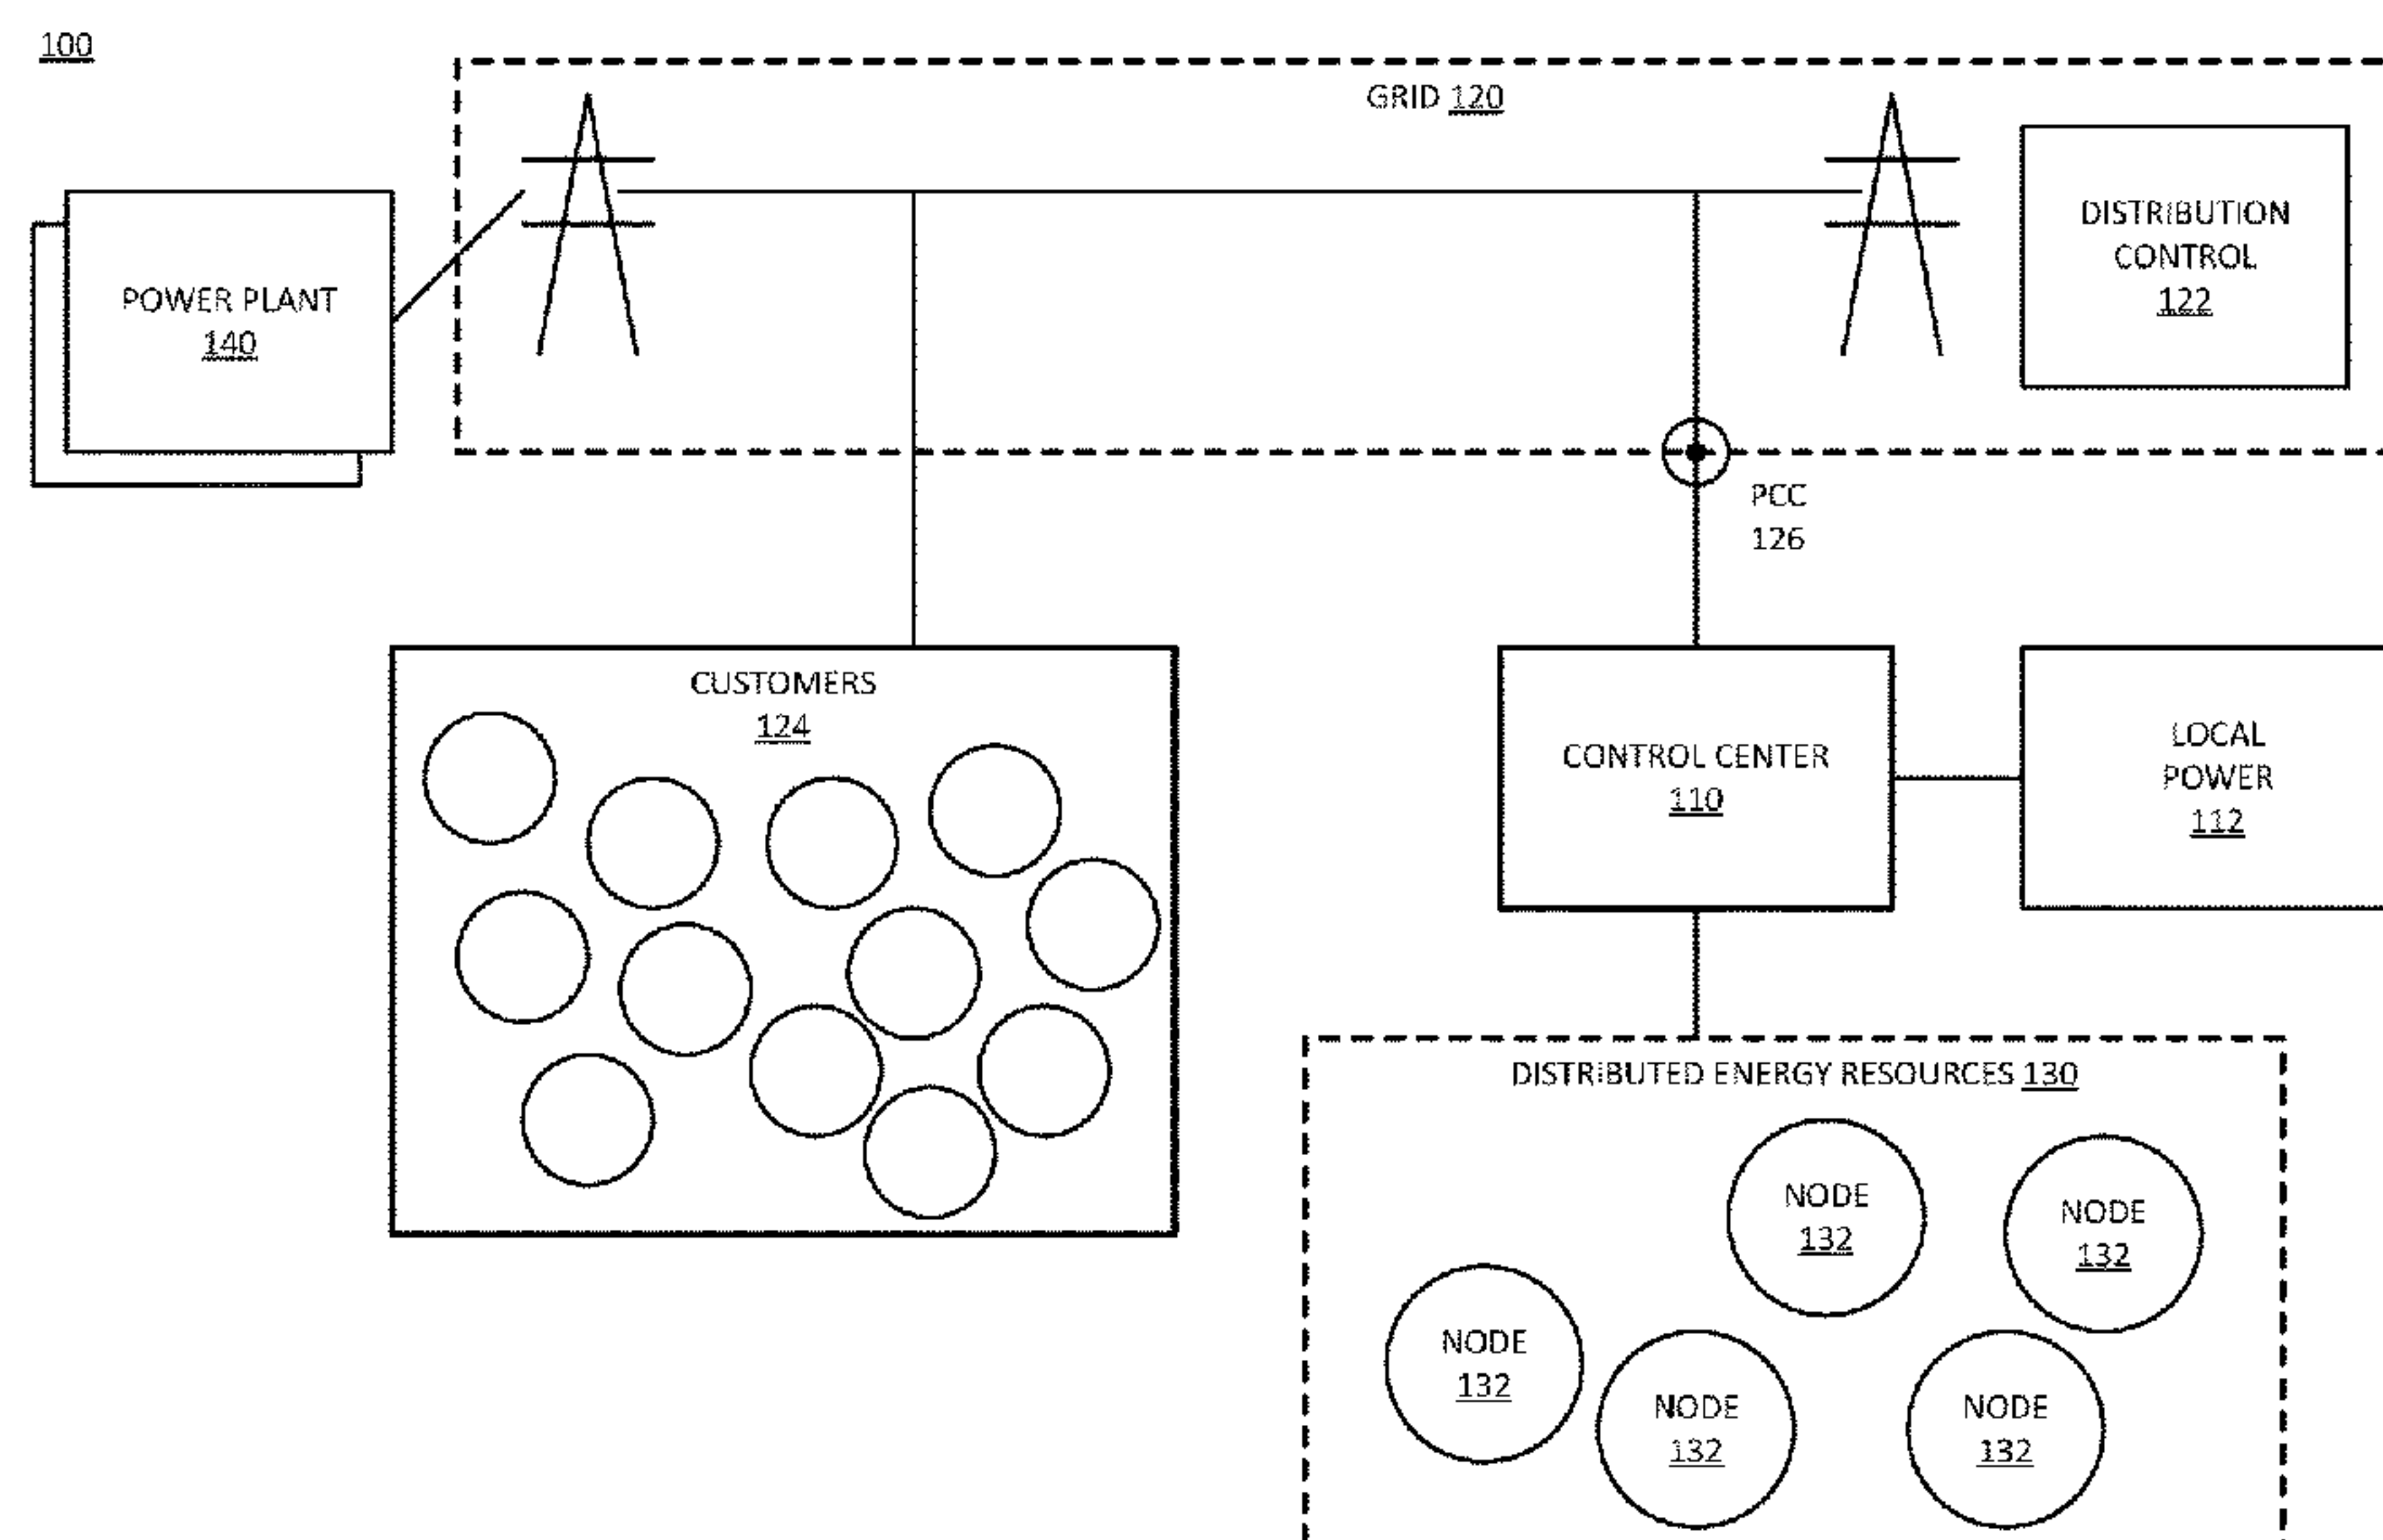 100
GRID 120
DISTRIBUTION
CONTROL
122
POWER PLANT
140
PCC
126
CUSTOMERS
124
CONTROL CENTER
110
LOCAL
POWER
112
DISTRIBUTED ENERGY RESOURCES 130
NODE
132
NODE
132
NODE
132
NODE
132
NODE
132